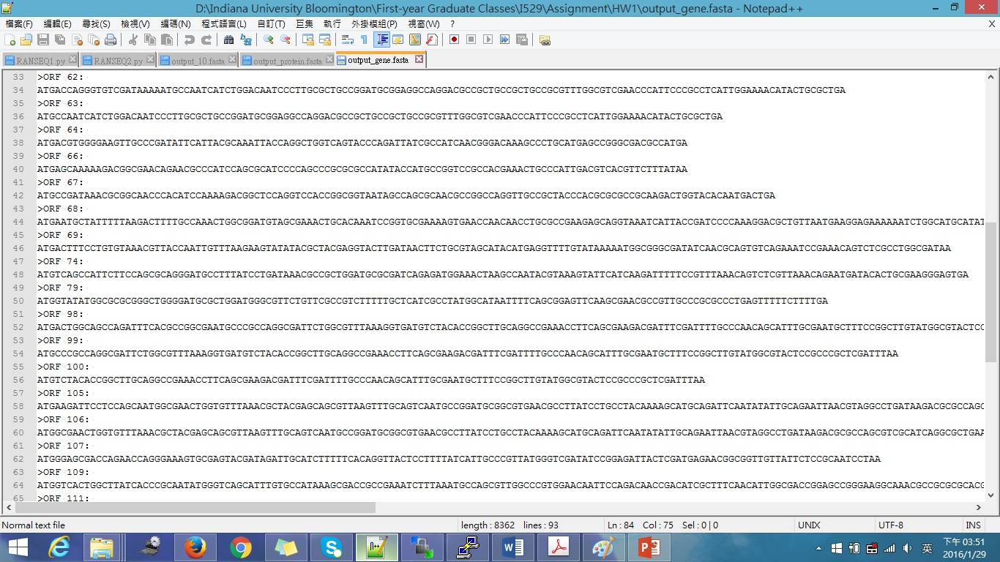 D:\Indiana University Bloomington\First-year Graduate Classes\I529\Assignment\HW1\output_gene.fasta - Notepad++
檔案(F) 編輯(E) 尋找(S) 檢視(V) 編碼(N) 程式語言(L) 自訂(T) 巨集 執行 外掛模組(P) 視窗(W) ? X
RANSEQ1.py RANSEQ2.py output_10.fasta output_protein.fasta output_gene.fasta
33 >ORF 62:
34 ATGACCAGGGTGTCGATAAAAATGCCAATCATCTGGACAATCCCTTGCGCTGCCGGATGCGGAGGCCAGGACGCCGCTGCCGCTGCCGCGTTTGGCGTCGAACCCATTCCCGCCTCATTGGAAAACATACTGCGCTGA
35 >ORF 63:
36 ATGCCAATCATCTGGACAATCCCTTGCGCTGCCGGATGCGGAGGCCAGGACGCCGCTGCCGCTGCCGCGTTTGGCGTCGAACCCATTCCCGCCTCATTGGAAAACATACTGCGCTGA
37 >ORF 64:
38 ATGACGTGGGGAAGTTGCCCGATATTCATTACGCAAATTACCAGGCTGGTCAGTACCCAGATTATCGCCATCAACGGGACAAAGCCCTGCATGAGCCGGGCGACGCCATGA
39 >ORF 66:
40 ATGAGCAAAAAGACGGCGAACAGAACGCCCATCCAGCGCATCCCCAGCCCGCGCGCCATATACCATGCCGGTCCGCCACGAAACTGCCCATTGACGTCACGTTCTTTATAA
41 >ORF 67:
42 ATGCCGATAAACGCGGCAACCCACATCCAAAAGACGGCTCCAGGTCCACCGGCGGTAATAGCCAGCGCAACGCCGGCCAGGTTGCCGCTACCCACGCGCGCCGCAAGACTGGTACACAATGACTGA
43 >ORF 68:
44 ATGAATGCTATTTTTAAGACTTTTGCCAAACTGGCGGATGTAGCGAAACTGCACAAATCCGGTGCGAAAAGTGAACCAACAACCTGCGCCGAAGAGCAGGTAAATCATTACCGATCCCCAAAGGACGCTGTTAATGAAGGAGAAAAAATCTGGCATGCATAT
45 >ORF 69:
46 ATGACTTTCCTGTGTAAACGTTACCAATTGTTTAAGAAGTATATACGCTACGAGGTACTTGATAACTTCTGCGTAGCATACATGAGGTTTTGTATAAAAATGGCGGGCGATATCAACGCAGTGTCAGAAATCCGAAACAGTCTCGCCTGGCGATAA
47 >ORF 74:
48 ATGTCAGCCATTCTTCCAGCGCAGGGATGCCTTTATCCTGATAAACGCCGCTGGATGCGCGATCAGAGATGGAAACTAAGCCAATACGTAAAGTATTCATCAAGATTTTTCCGTTTAAACAGTCTCGTTAAACAGAATGATACACTGCGAAGGGAGTGA
49 >ORF 79:
50 ATGGTATATGGCGCGCGGGCTGGGGATGCGCTGGATGGGCGTTCTGTTCGCCGTCTTTTTGCTCATCGCCTATGGCATAATTTTCAGCGGAGTTCAAGCGAACGCCGTTGCCCGCGCCCTGAGTTTTTCTTTTGA
51 >ORF 98:
52 ATGACTGGCAGCCAGATTTCACGCCGGCGAATGCCCGCCAGGCGATTCTGGCGTTTAAAGGTGATGTCTACACCGGCTTGCAGGCCGAAACCTTCAGCGAAGACGATTTCGATTTTGCCCAACAGCATTTGCGAATGCTTTCCGGCTTGTATGGCGTACTCC
53 >ORF 99:
54 ATGCCCGCCAGGCGATTCTGGCGTTTAAAGGTGATGTCTACACCGGCTTGCAGGCCGAAACCTTCAGCGAAGACGATTTCGATTTTGCCCAACAGCATTTGCGAATGCTTTCCGGCTTGTATGGCGTACTCCGCCCGCTCGATTTAA
55 >ORF 100:
56 ATGTCTACACCGGCTTGCAGGCCGAAACCTTCAGCGAAGACGATTTCGATTTTGCCCAACAGCATTTGCGAATGCTTTCCGGCTTGTATGGCGTACTCCGCCCGCTCGATTTAA
57 >ORF 105:
58 ATGAAGATTCCTCCAGCAATGGCGAACTGGTGTTTAAACGCTACGAGCAGCGTTAAGTTTGCAGTCAATGCCGGATGCGGCGTGAACGCCTTATCCTGCCTACAAAAGCATGCAGATTCAATATATTGCAGAATTAACGTAGGCCTGATAAGACGCGCCAGC
59 >ORF 106:
60 ATGGCGAACTGGTGTTTAAACGCTACGAGCAGCGTTAAGTTTGCAGTCAATGCCGGATGCGGCGTGAACGCCTTATCCTGCCTACAAAAGCATGCAGATTCAATATATTGCAGAATTAACGTAGGCCTGATAAGACGCGCCAGCGTCGCATCAGGCGCTGAA
61 >ORF 107:
62 ATGGGAGCGACCAGAACCAGGGAAAGTGCGAGTACGATAGATTGCATCTTTTTCACAGGTTACTCCTTTTATCATTGCCCGTTATGGGTCGATATCCGGAGATTACTCGATGAGAACGGCGGTTGTTATTCTCCGCAATCCTAA
63 >ORF 109:
64 ATGGTCACTGGCTTATCACCCGCAATATGGGTCAGCATTTGTGCCATAAAGCGACCGCCGAAATCTTTAAATGCCAGCGTTGGCCCGTGGAACAATTCCAGACAACCGACATCGCTTTCAACATTGGCGACCGGAGCCGGGAAGGCAAACGCCGCGCGCACG
65 >ORF 111:
Normal text file length : 8362 lines : 93 Ln : 84 Col : 75 Sel : 0 | 0 UNIX UTF-8 INS
英 下午 03:51
2016/1/29